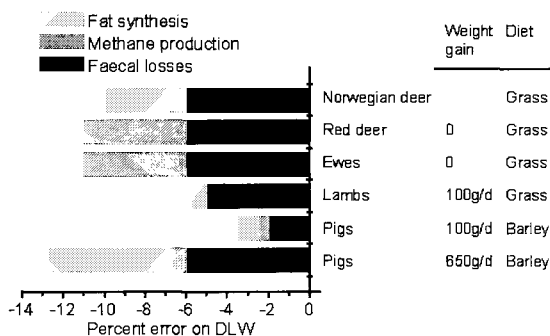 Fat synthesis
Methane production
Faecal losses
Weight gain Diet
Norwegian deer Grass
Red deer 0 Grass
Ewes 0 Grass
Lambs 100g/d Grass
Pigs 100g/d Barley
Pigs 650g/d Barley
-14 -12 -10 -8 -6 -4 -2 0
Percent error on DLW